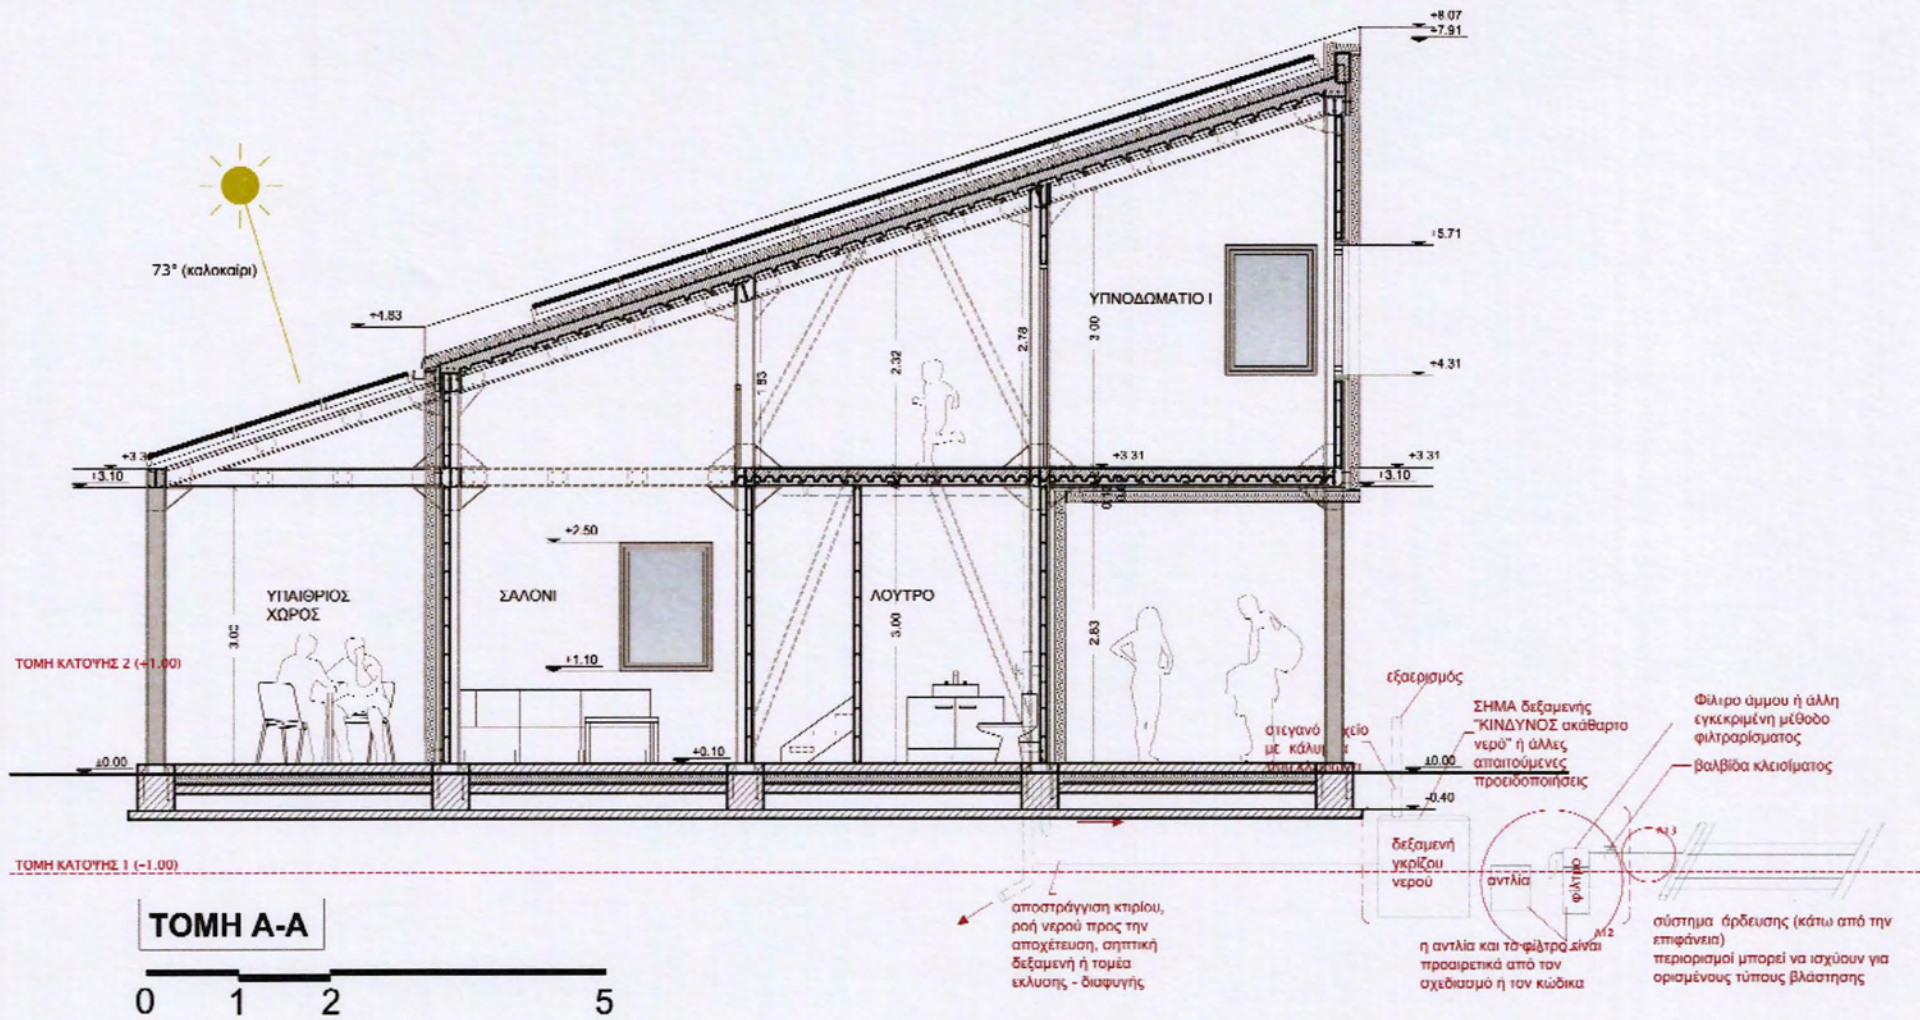 +8.07
+7.91
73° (καλοκαίρι)
+4.83
+5.71
ΥΠΝΟΔΩΜΑΤΙΟ Ι
3.00
2.78
2.32
1.83
+4.31
+3.10
+3.31
+3.31
+3.10
+2.50
ΥΠΑΙΘΡΙΟΣ
ΧΩΡΟΣ
3.00
ΣΑΛΟΝΙ
ΛΟΥΤΡΟ
3.00
2.83
+1.10
ΤΟΜΗ ΚΑΤΟΨΗΣ 2 (+1.00)
εξαερισμός
ΣΗΜΑ δεξαμενής
"ΚΙΝΔΥΝΟΣ ακάθαρτο
νερό" ή άλλες
απαιτούμενες
προειδοποιήσεις
Φίλτρο άμμου ή άλλη
εγκεκριμένη μέθοδο
φιλτραρίσματος
βαλβίδα κλεισίματος
στεγανό
με
±0.00
+0.10
±0.00
-0.40
ΤΟΜΗ ΚΑΤΟΨΗΣ 1 (-1.00)
δεξαμενή
γκρίζου
νερού
αντλία
φίλτρο
A13
A12
αποστράγγιση κτιρίου,
ροή νερού προς την
αποχέτευση, σηπτική
δεξαμενή ή τομέα
εκλυσης - διαφυγής
η αντλία και το φίλτρο είναι
προαιρετικά από τον
σχεδιασμό ή τον κώδικα
σύστημα άρδευσης (κάτω από την
επιφάνεια)
περιορισμοί μπορεί να ισχύουν για
ορισμένους τύπους βλάστησης
ΤΟΜΗ Α-Α
0 1 2 5